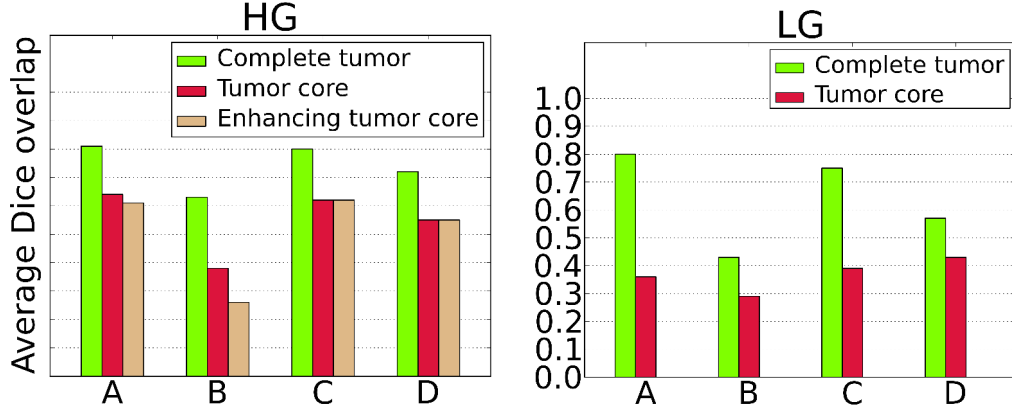 HG
Average Dice overlap
Complete tumor
Tumor core
Enhancing tumor core
A B C D
LG
Complete tumor
Tumor core
1.0
0.9
0.8
0.7
0.6
0.5
0.4
0.3
0.2
0.1
0.0
A B C D